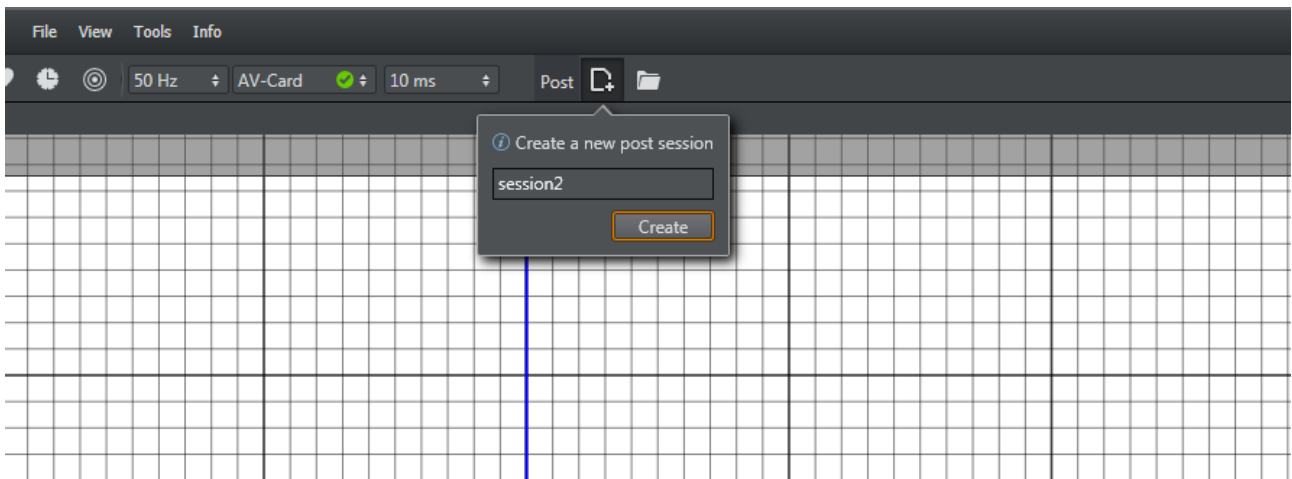 File View Tools Info
50 Hz AV-Card 10 ms Post
Create a new post session
session2
Create